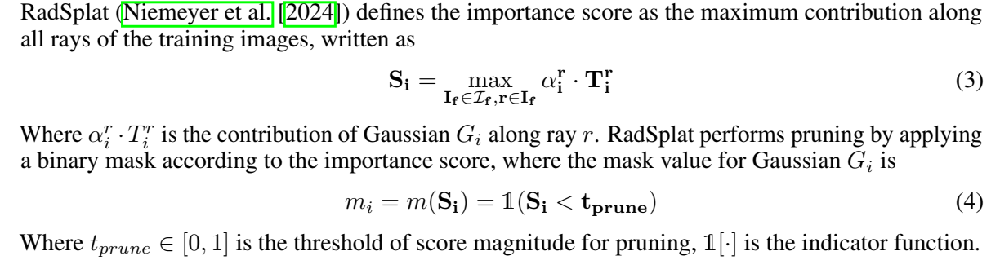 RadSplat (Niemeyer et al. [2024]) defines the importance score as the maximum contribution along
all rays of the training images, written as
$$\mathbf{S_i} = \max_{\mathbf{I_f} \in \mathcal{I}_\mathbf{f}, \mathbf{r} \in \mathbf{I_f}} \alpha_\mathbf{i}^\mathbf{r} \cdot \mathbf{T_i^r} \quad (3)$$
Where $\alpha_i^r \cdot T_i^r$ is the contribution of Gaussian $G_i$ along ray $r$. RadSplat performs pruning by applying
a binary mask according to the importance score, where the mask value for Gaussian $G_i$ is
$$m_i = m(\mathbf{S_i}) = \mathbb{1}(\mathbf{S_i} < \mathbf{t_{prune}}) \quad (4)$$
Where $t_{prune} \in [0, 1]$ is the threshold of score magnitude for pruning, $\mathbb{1}[\cdot]$ is the indicator function.